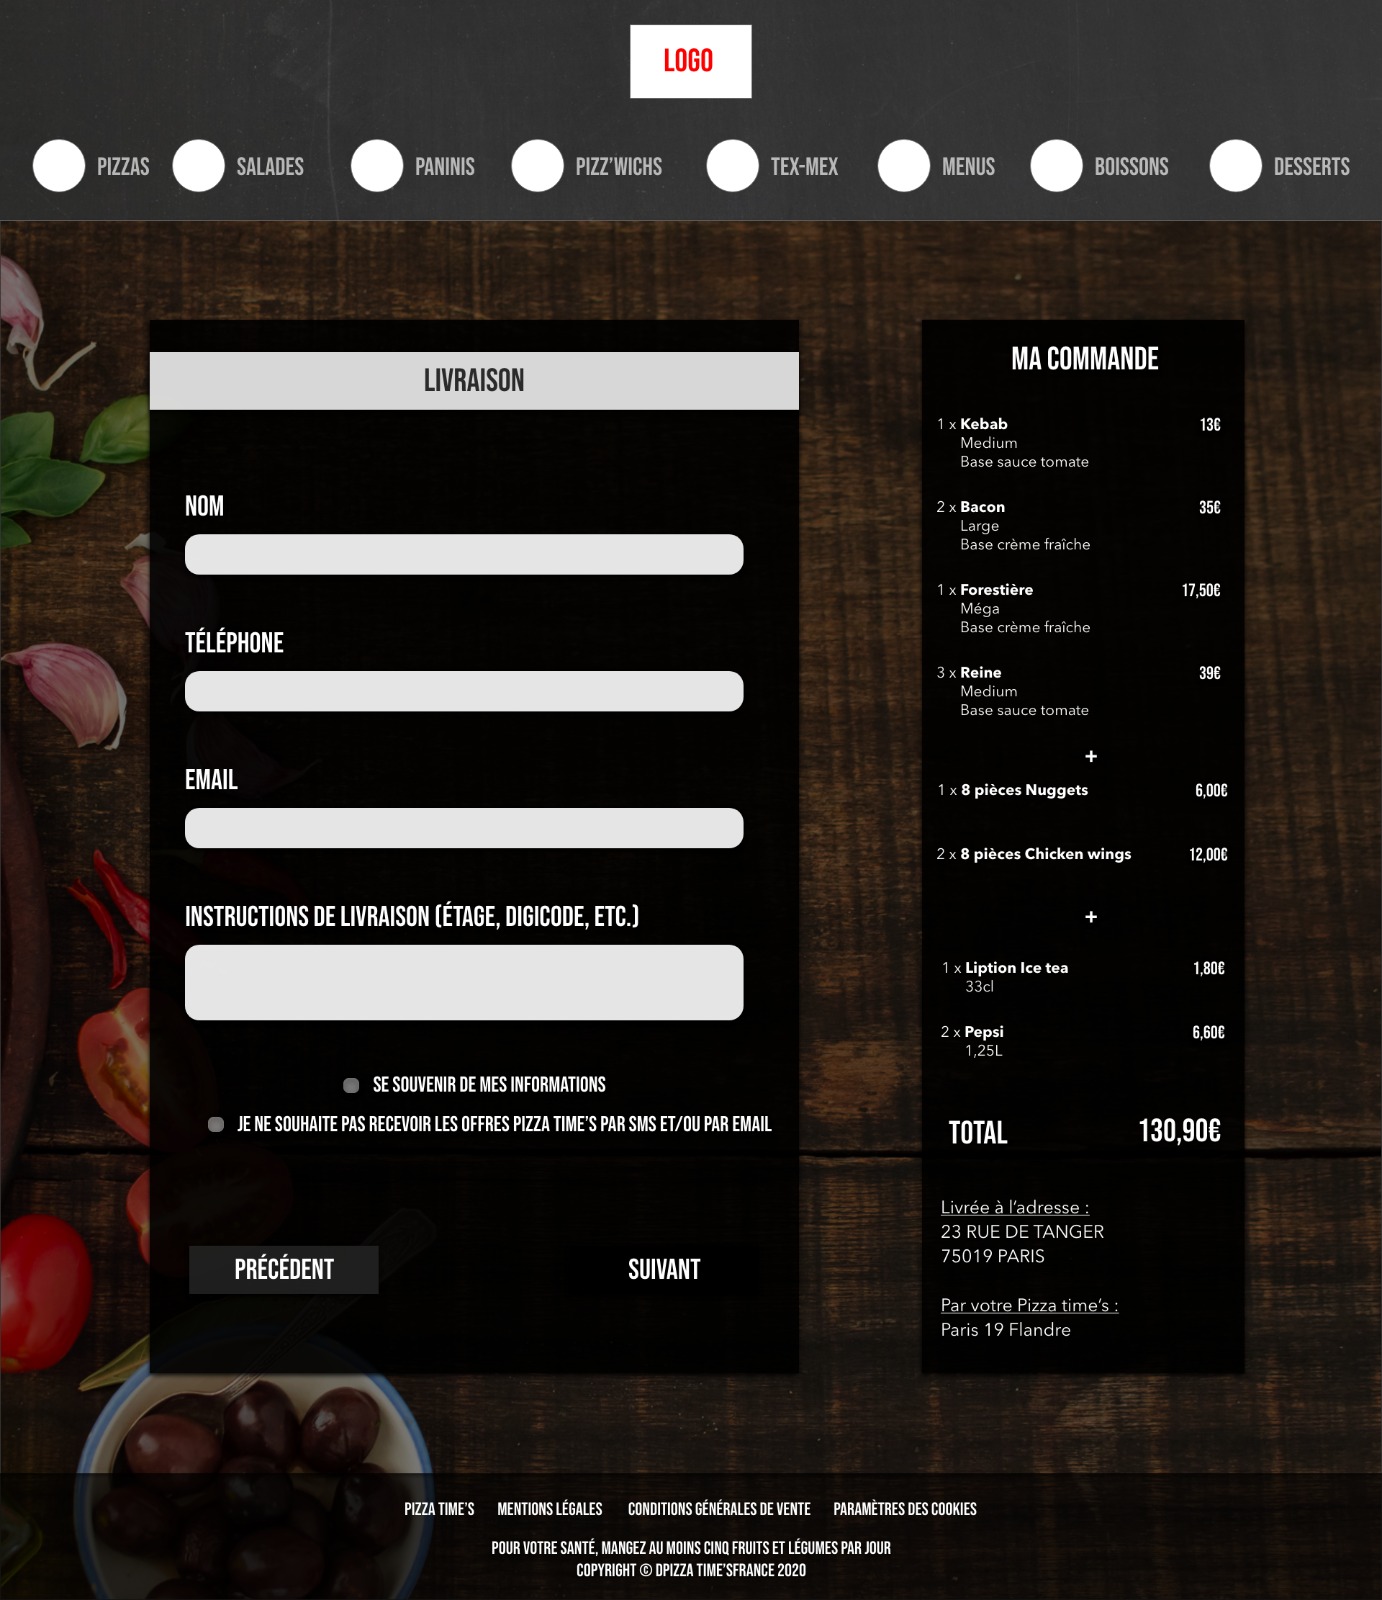 LOGO
PIZZAS SALADES PANINIS PIZZ'WICHS TEX-MEX MENUS BOISSONS DESSERTS
LIVRAISON
NOM
TÉLÉPHONE
EMAIL
INSTRUCTIONS DE LIVRAISON (ÉTAGE, DIGICODE, ETC.)
SE SOUVENIR DE MES INFORMATIONS
JE NE SOUHAITE PAS RECEVOIR LES OFFRES PIZZA TIME'S PAR SMS ET/OU PAR EMAIL
PRÉCÉDENT SUIVANT
MA COMMANDE
1 x Kebab 13€
Medium
Base sauce tomate
2 x Bacon 35€
Large
Base crème fraîche
1 x Forestière 17,50€
Méga
Base crème fraîche
3 x Reine 39€
Medium
Base sauce tomate
+
1 x 8 pièces Nuggets 6,00€
2 x 8 pièces Chicken wings 12,00€
+
1 x Liption Ice tea 1,80€
33cl
2 x Pepsi 6,60€
1,25L
TOTAL 130,90€
Livrée à l'adresse :
23 RUE DE TANGER
75019 PARIS
Par votre Pizza time's :
Paris 19 Flandre
PIZZA TIME'S MENTIONS LÉGALES CONDITIONS GÉNÉRALES DE VENTE PARAMÈTRES DES COOKIES
POUR VOTRE SANTÉ, MANGEZ AU MOINS CINQ FRUITS ET LÉGUMES PAR JOUR
COPYRIGHT © DPIZZA TIME'SFRANCE 2020